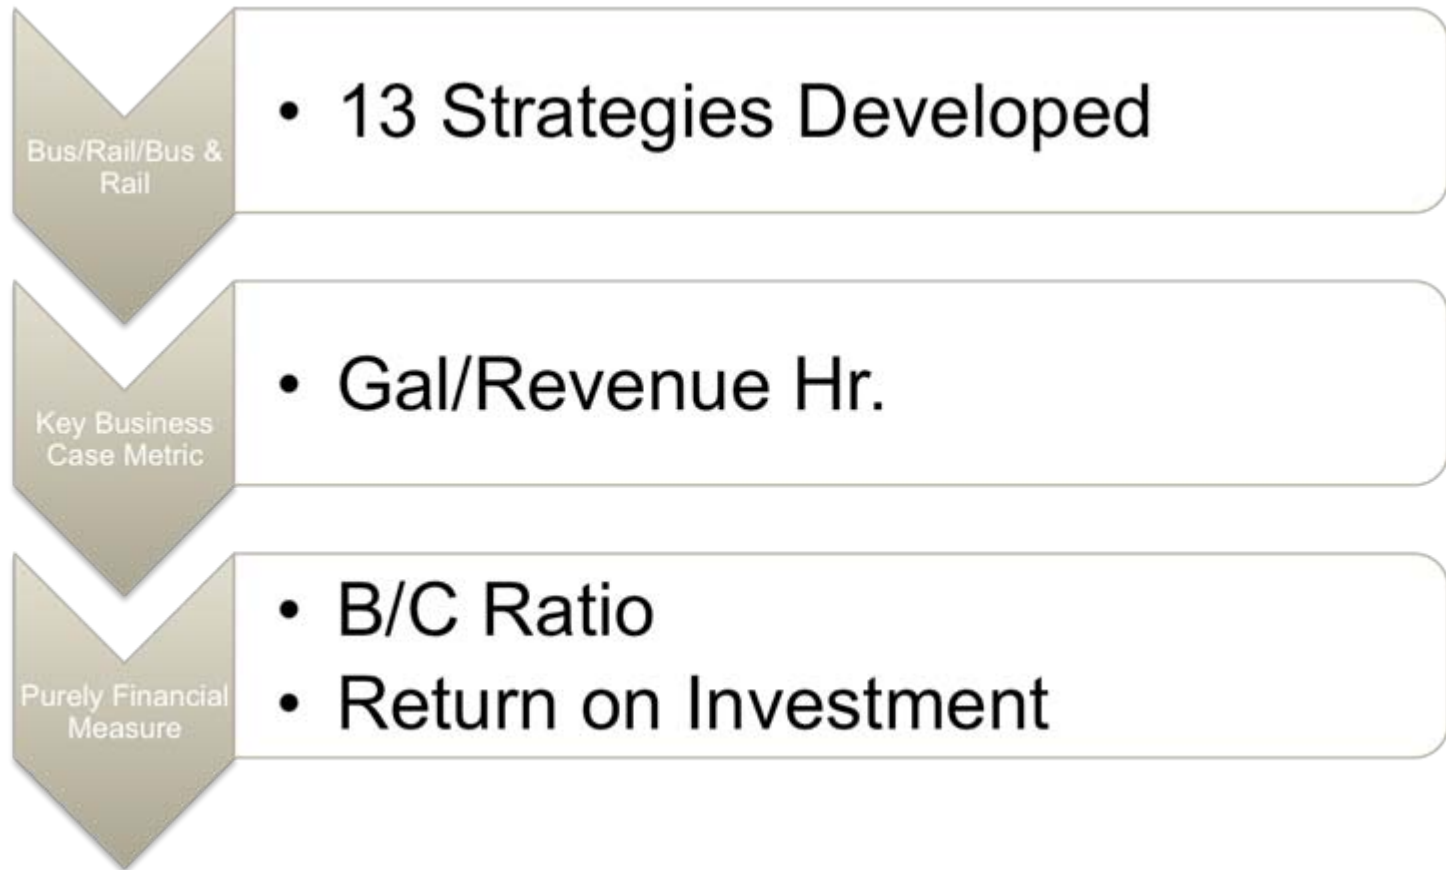 Bus/Rail/Bus &
Rail
• 13 Strategies Developed
Key Business
Case Metric
• Gal/Revenue Hr.
Purely Financial
Measure
• B/C Ratio
• Return on Investment